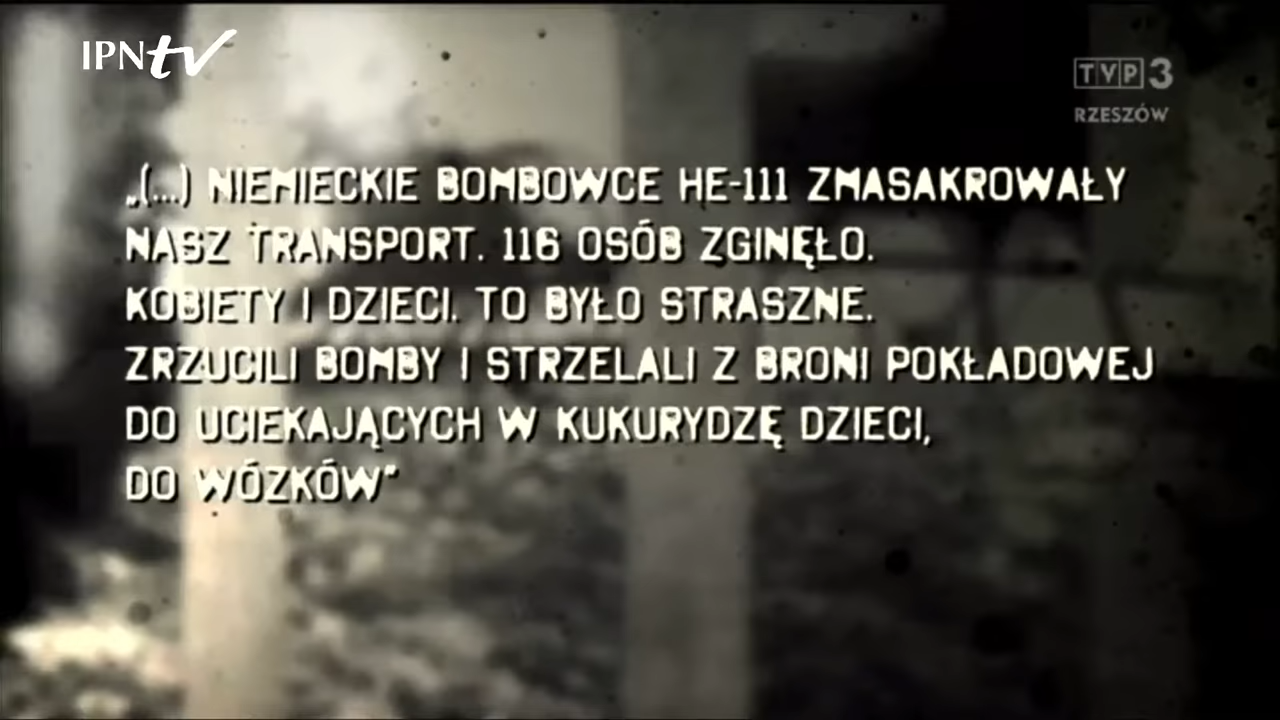 IPNtv
TVP3
RZESZÓW
„(...) NIEMIECKIE BOMBOWCE HE-111 ZMASAKROWAŁY
NASZ TRANSPORT. 116 OSÓB ZGINĘŁO.
KOBIETY I DZIECI. TO BYŁO STRASZNE.
ZRZUCILI BOMBY I STRZELALI Z BRONI POKŁADOWEJ
DO UCIEKAJĄCYCH W KUKURYDZĘ DZIECI,
DO WÓZKÓW"